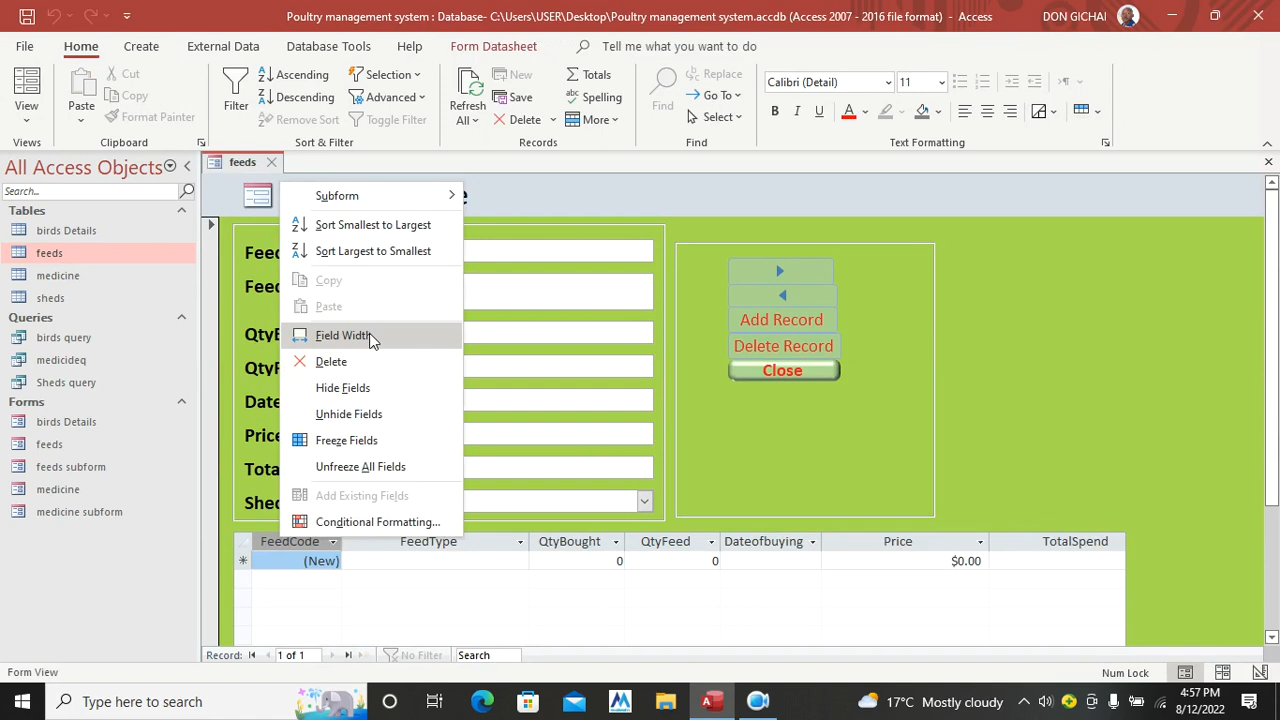 Poultry management system : Database- C:\Users\USER\Desktop\Poultry management system.accdb (Access 2007 - 2016 file format) - Access
DON GICHAI
File Home Create External Data Database Tools Help Form Datasheet Tell me what you want to do
View
Views
Paste
Cut
Copy
Format Painter
Clipboard
Filter
Ascending
Descending
Remove Sort
Selection
Advanced
Toggle Filter
Sort & Filter
Refresh All
New
Save
Delete
Totals
Spelling
More
Records
Find
Replace
Go To
Select
Find
Calibri (Detail) 11
B I U
A
Text Formatting
All Access Objects
Search...
Tables
birds Details
feeds
medicine
sheds
Queries
birds query
medicideq
Sheds query
Forms
birds Details
feeds
feeds subform
medicine
medicine subform
feeds
Subform
Sort Smallest to Largest
Sort Largest to Smallest
Copy
Paste
Field Width
Delete
Hide Fields
Unhide Fields
Freeze Fields
Unfreeze All Fields
Add Existing Fields
Conditional Formatting...
Feed
Feed
QtyB
QtyF
Date
Price
Tota
Shed
Add Record
Delete Record
Close
FeedCode FeedType QtyBought QtyFeed Dateofbuying Price TotalSpend
(New) 0 0 $0.00
Record: 1 of 1 No Filter Search
Form View
Num Lock
Type here to search
17°C Mostly cloudy
4:57 PM
8/12/2022